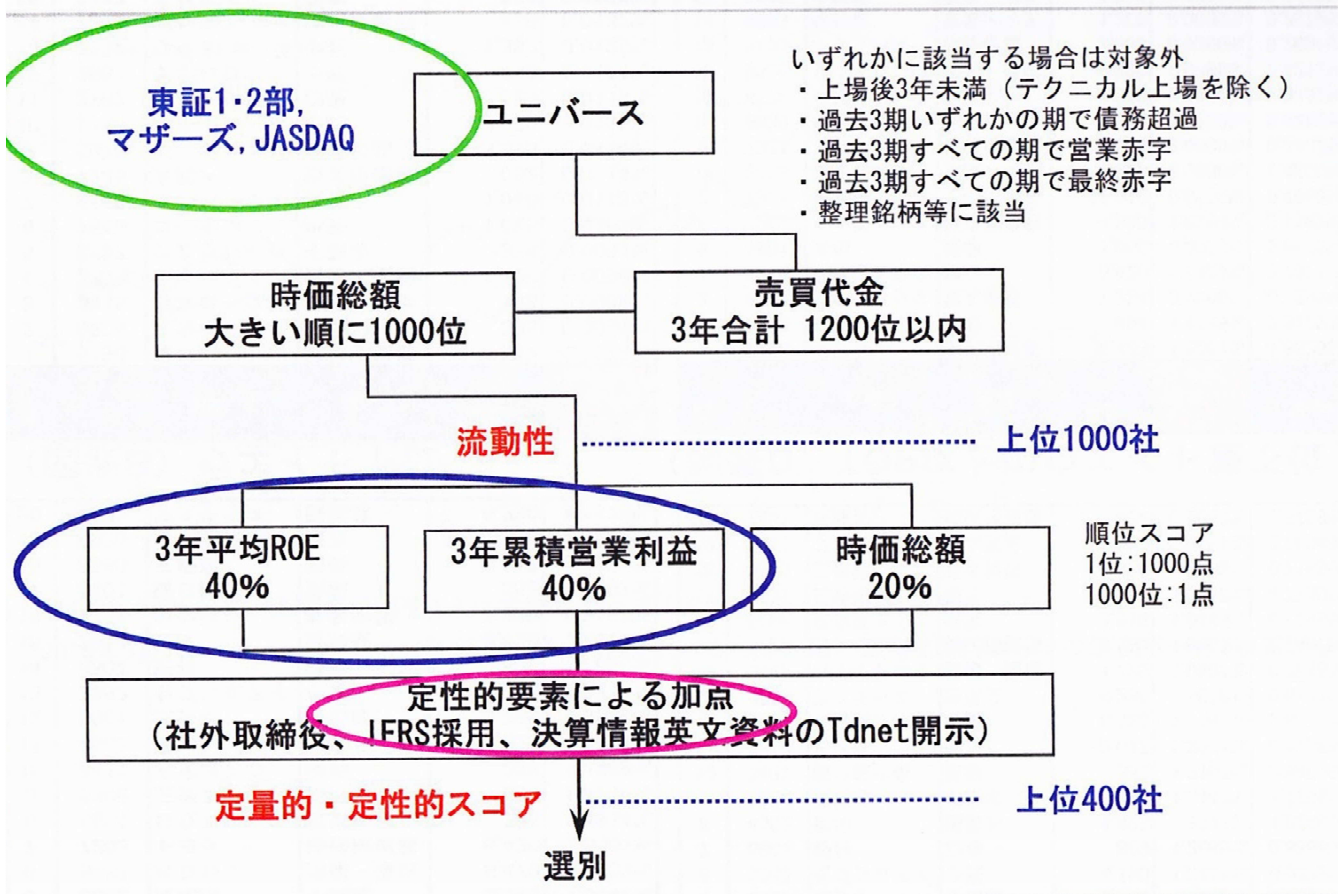 東証1・2部,
マザーズ, JASDAQ
ユニバース
いずれかに該当する場合は対象外
・上場後3年未満（テクニカル上場を除く）
・過去3期いずれかの期で債務超過
・過去3期すべての期で営業赤字
・過去3期すべての期で最終赤字
・整理銘柄等に該当
時価総額
大きい順に1000位
売買代金
3年合計 1200位以内
流動性
上位1000社
3年平均ROE
40%
3年累積営業利益
40%
時価総額
20%
順位スコア
1位:1000点
1000位:1点
定性的要素による加点
（社外取締役、IFRS採用、決算情報英文資料のTdnet開示）
定量的・定性的スコア
上位400社
選別